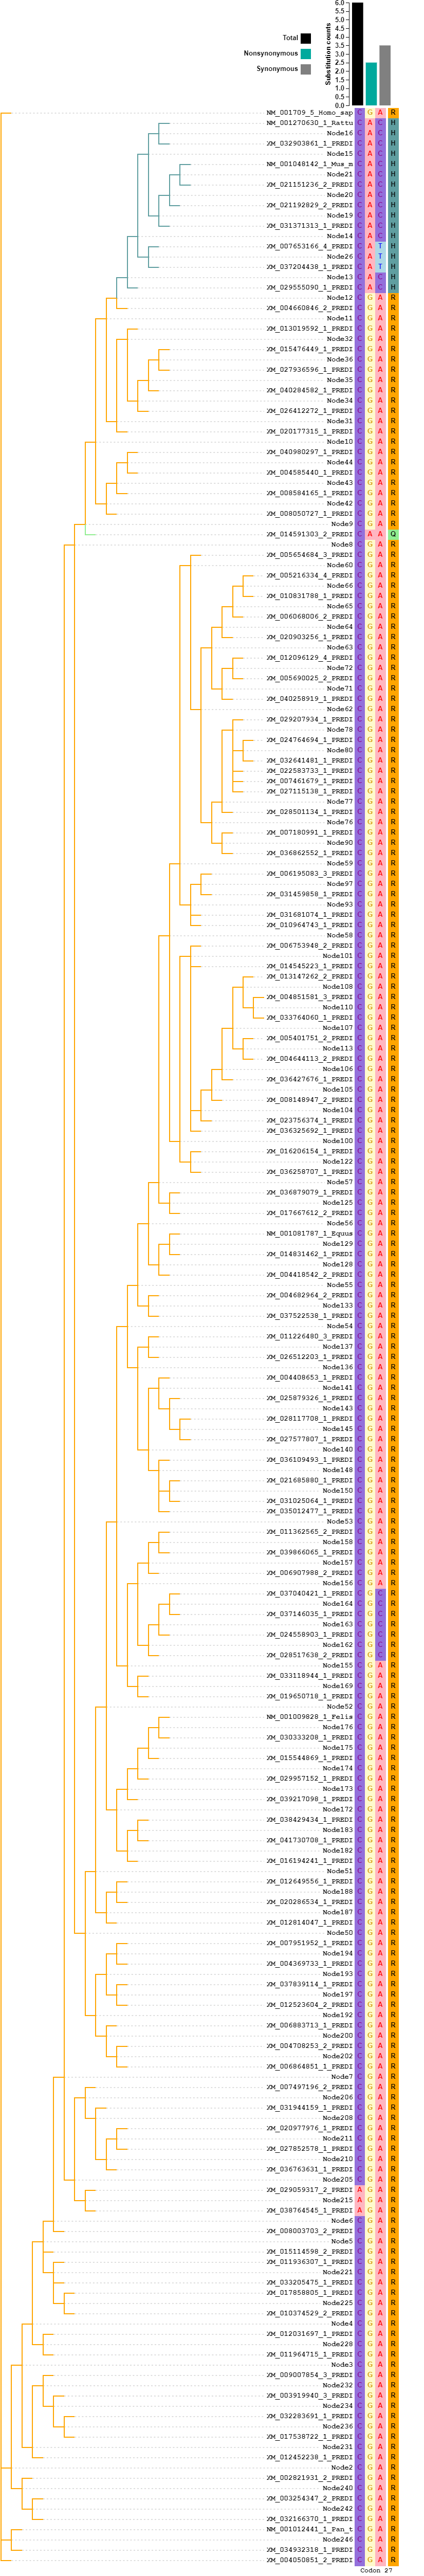 6.0
5.5
5.0
4.5
4.0
3.5
3.0
2.5
2.0
1.5
1.0
0.5
0.0
Substitution counts
Total
Nonsynonymous
Synonymous
NM_001709_5_Homo_sap C G A R
NM_001270630_1_Rattu C A C H
Node16 C A C H
XM_032903861_1_PREDI C A C H
Node15 C A C H
NM_001048142_1_Mus_m C A C H
Node21 C A C H
XM_021151236_2_PREDI C A C H
Node20 C A C H
XM_021192829_2_PREDI C A C H
Node19 C A C H
XM_031371313_1_PREDI C A C H
Node14 C A C H
XM_007653166_4_PREDI C A T H
Node26 C A T H
XM_037204438_1_PREDI C A T H
Node13 C A C H
XM_029555090_1_PREDI C A C H
Node12 C G A R
XM_004660846_2_PREDI C G A R
Node11 C G A R
XM_013019592_1_PREDI C G A R
Node32 C G A R
XM_015476449_1_PREDI C G A R
Node36 C G A R
XM_027936596_1_PREDI C G A R
Node35 C G A R
XM_040284582_1_PREDI C G A R
Node34 C G A R
XM_026412272_1_PREDI C G A R
Node31 C G A R
XM_020177315_1_PREDI C G A R
Node10 C G A R
XM_040980297_1_PREDI C G A R
Node44 C G A R
XM_004585440_1_PREDI C G A R
Node43 C G A R
XM_008584165_1_PREDI C G A R
Node42 C G A R
XM_008050727_1_PREDI C G A R
Node9 C G A R
XM_014591303_2_PREDI C A A Q
Node8 C G A R
XM_005654684_3_PREDI C G A R
Node60 C G A R
XM_005216334_4_PREDI C G A R
Node66 C G A R
XM_010831788_1_PREDI C G A R
Node65 C G A R
XM_006068006_2_PREDI C G A R
Node64 C G A R
XM_020903256_1_PREDI C G A R
Node63 C G A R
XM_012096129_4_PREDI C G A R
Node72 C G A R
XM_005690025_2_PREDI C G A R
Node71 C G A R
XM_040258919_1_PREDI C G A R
Node62 C G A R
XM_029207934_1_PREDI C G A R
Node78 C G A R
XM_024764694_1_PREDI C G A R
Node80 C G A R
XM_032641481_1_PREDI C G A R
XM_022583733_1_PREDI C G A R
XM_007461679_1_PREDI C G A R
XM_027115138_1_PREDI C G A R
Node77 C G A R
XM_028501134_1_PREDI C G A R
Node76 C G A R
XM_007180991_1_PREDI C G A R
Node90 C G A R
XM_036862552_1_PREDI C G A R
Node59 C G A R
XM_006195083_3_PREDI C G A R
Node97 C G A R
XM_031459858_1_PREDI C G A R
Node93 C G A R
XM_031681074_1_PREDI C G A R
XM_010964743_1_PREDI C G A R
Node58 C G A R
XM_006753948_2_PREDI C G A R
Node101 C G A R
XM_014545223_1_PREDI C G A R
XM_013147262_2_PREDI C G A R
Node108 C G A R
XM_004851581_3_PREDI C G A R
Node110 C G A R
XM_033764060_1_PREDI C G A R
Node107 C G A R
XM_005401751_2_PREDI C G A R
Node113 C G A R
XM_004644113_2_PREDI C G A R
Node106 C G A R
XM_036427676_1_PREDI C G A R
Node105 C G A R
XM_008148947_2_PREDI C G A R
Node104 C G A R
XM_023756374_1_PREDI C G A R
XM_036325692_1_PREDI C G A R
Node100 C G A R
XM_016206154_1_PREDI C G A R
Node122 C G A R
XM_036258707_1_PREDI C G A R
Node57 C G A R
XM_036879079_1_PREDI C G A R
Node125 C G A R
XM_017667612_2_PREDI C G A R
Node56 C G A R
NM_001081787_1_Equus C G A R
Node129 C G A R
XM_014831462_1_PREDI C G A R
Node128 C G A R
XM_004418542_2_PREDI C G A R
Node55 C G A R
XM_004682964_2_PREDI C G A R
Node133 C G A R
XM_037522538_1_PREDI C G A R
Node54 C G A R
XM_011226480_3_PREDI C G A R
Node137 C G A R
XM_026512203_1_PREDI C G A R
Node136 C G A R
XM_004408653_1_PREDI C G A R
Node141 C G A R
XM_025879326_1_PREDI C G A R
Node143 C G A R
XM_028117708_1_PREDI C G A R
Node145 C G A R
XM_027577807_1_PREDI C G A R
Node140 C G A R
XM_036109493_1_PREDI C G A R
Node148 C G A R
XM_021685880_1_PREDI C G A R
Node150 C G A R
XM_031025064_1_PREDI C G A R
XM_035012477_1_PREDI C G A R
Node53 C G A R
XM_011362565_2_PREDI C G A R
Node158 C G A R
XM_039866065_1_PREDI C G A R
Node157 C G A R
XM_006907988_2_PREDI C G A R
Node156 C G A R
XM_037040421_1_PREDI C G C R
Node164 C G C R
XM_037146035_1_PREDI C G C R
Node163 C G C R
XM_024558903_1_PREDI C G C R
Node162 C G C R
XM_028517638_2_PREDI C G C R
Node155 C G A R
XM_033118944_1_PREDI C G A R
Node169 C G A R
XM_019650718_1_PREDI C G A R
Node52 C G A R
NM_001009828_1_Felis C G A R
Node176 C G A R
XM_030333208_1_PREDI C G A R
Node175 C G A R
XM_015544869_1_PREDI C G A R
Node174 C G A R
XM_029957152_1_PREDI C G A R
Node173 C G A R
XM_039217098_1_PREDI C G A R
Node172 C G A R
XM_038429434_1_PREDI C G A R
Node183 C G A R
XM_041730708_1_PREDI C G A R
Node182 C G A R
XM_016194241_1_PREDI C G A R
Node51 C G A R
XM_012649556_1_PREDI C G A R
Node188 C G A R
XM_020286534_1_PREDI C G A R
Node187 C G A R
XM_012814047_1_PREDI C G A R
Node50 C G A R
XM_007951952_1_PREDI C G A R
Node194 C G A R
XM_004369733_1_PREDI C G A R
Node193 C G A R
XM_037839114_1_PREDI C G A R
Node197 C G A R
XM_012523604_2_PREDI C G A R
Node192 C G A R
XM_006883713_1_PREDI C G A R
Node200 C G A R
XM_004708253_2_PREDI C G A R
Node202 C G A R
XM_006864851_1_PREDI C G A R
Node7 C G A R
XM_007497196_2_PREDI C G A R
Node206 C G A R
XM_031944159_1_PREDI C G A R
Node208 C G A R
XM_020977976_1_PREDI C G A R
Node211 C G A R
XM_027852578_1_PREDI C G A R
Node210 C G A R
XM_036763631_1_PREDI C G A R
Node205 C G A R
XM_029059317_2_PREDI A G A R
Node215 A G A R
XM_038764545_1_PREDI A G A R
Node6 C G A R
XM_008003703_2_PREDI C G A R
Node5 C G A R
XM_015114598_2_PREDI C G A R
XM_011936307_1_PREDI C G A R
Node221 C G A R
XM_033205475_1_PREDI C G A R
XM_017858805_1_PREDI C G A R
Node225 C G A R
XM_010374529_2_PREDI C G A R
Node4 C G A R
XM_012031697_1_PREDI C G A R
Node228 C G A R
XM_011964715_1_PREDI C G A R
Node3 C G A R
XM_009007854_3_PREDI C G A R
Node232 C G A R
XM_003919940_3_PREDI C G A R
Node234 C G A R
XM_032283691_1_PREDI C G A R
Node236 C G A R
XM_017538722_1_PREDI C G A R
Node231 C G A R
XM_012452238_1_PREDI C G A R
Node2 C G A R
XM_002821931_2_PREDI C G A R
Node240 C G A R
XM_003254347_2_PREDI C G A R
Node242 C G A R
XM_032166370_1_PREDI C G A R
NM_001012441_1_Pan_t C G A R
Node246 C G A R
XM_034932318_1_PREDI C G A R
XM_004050851_2_PREDI C G A R
Codon 27